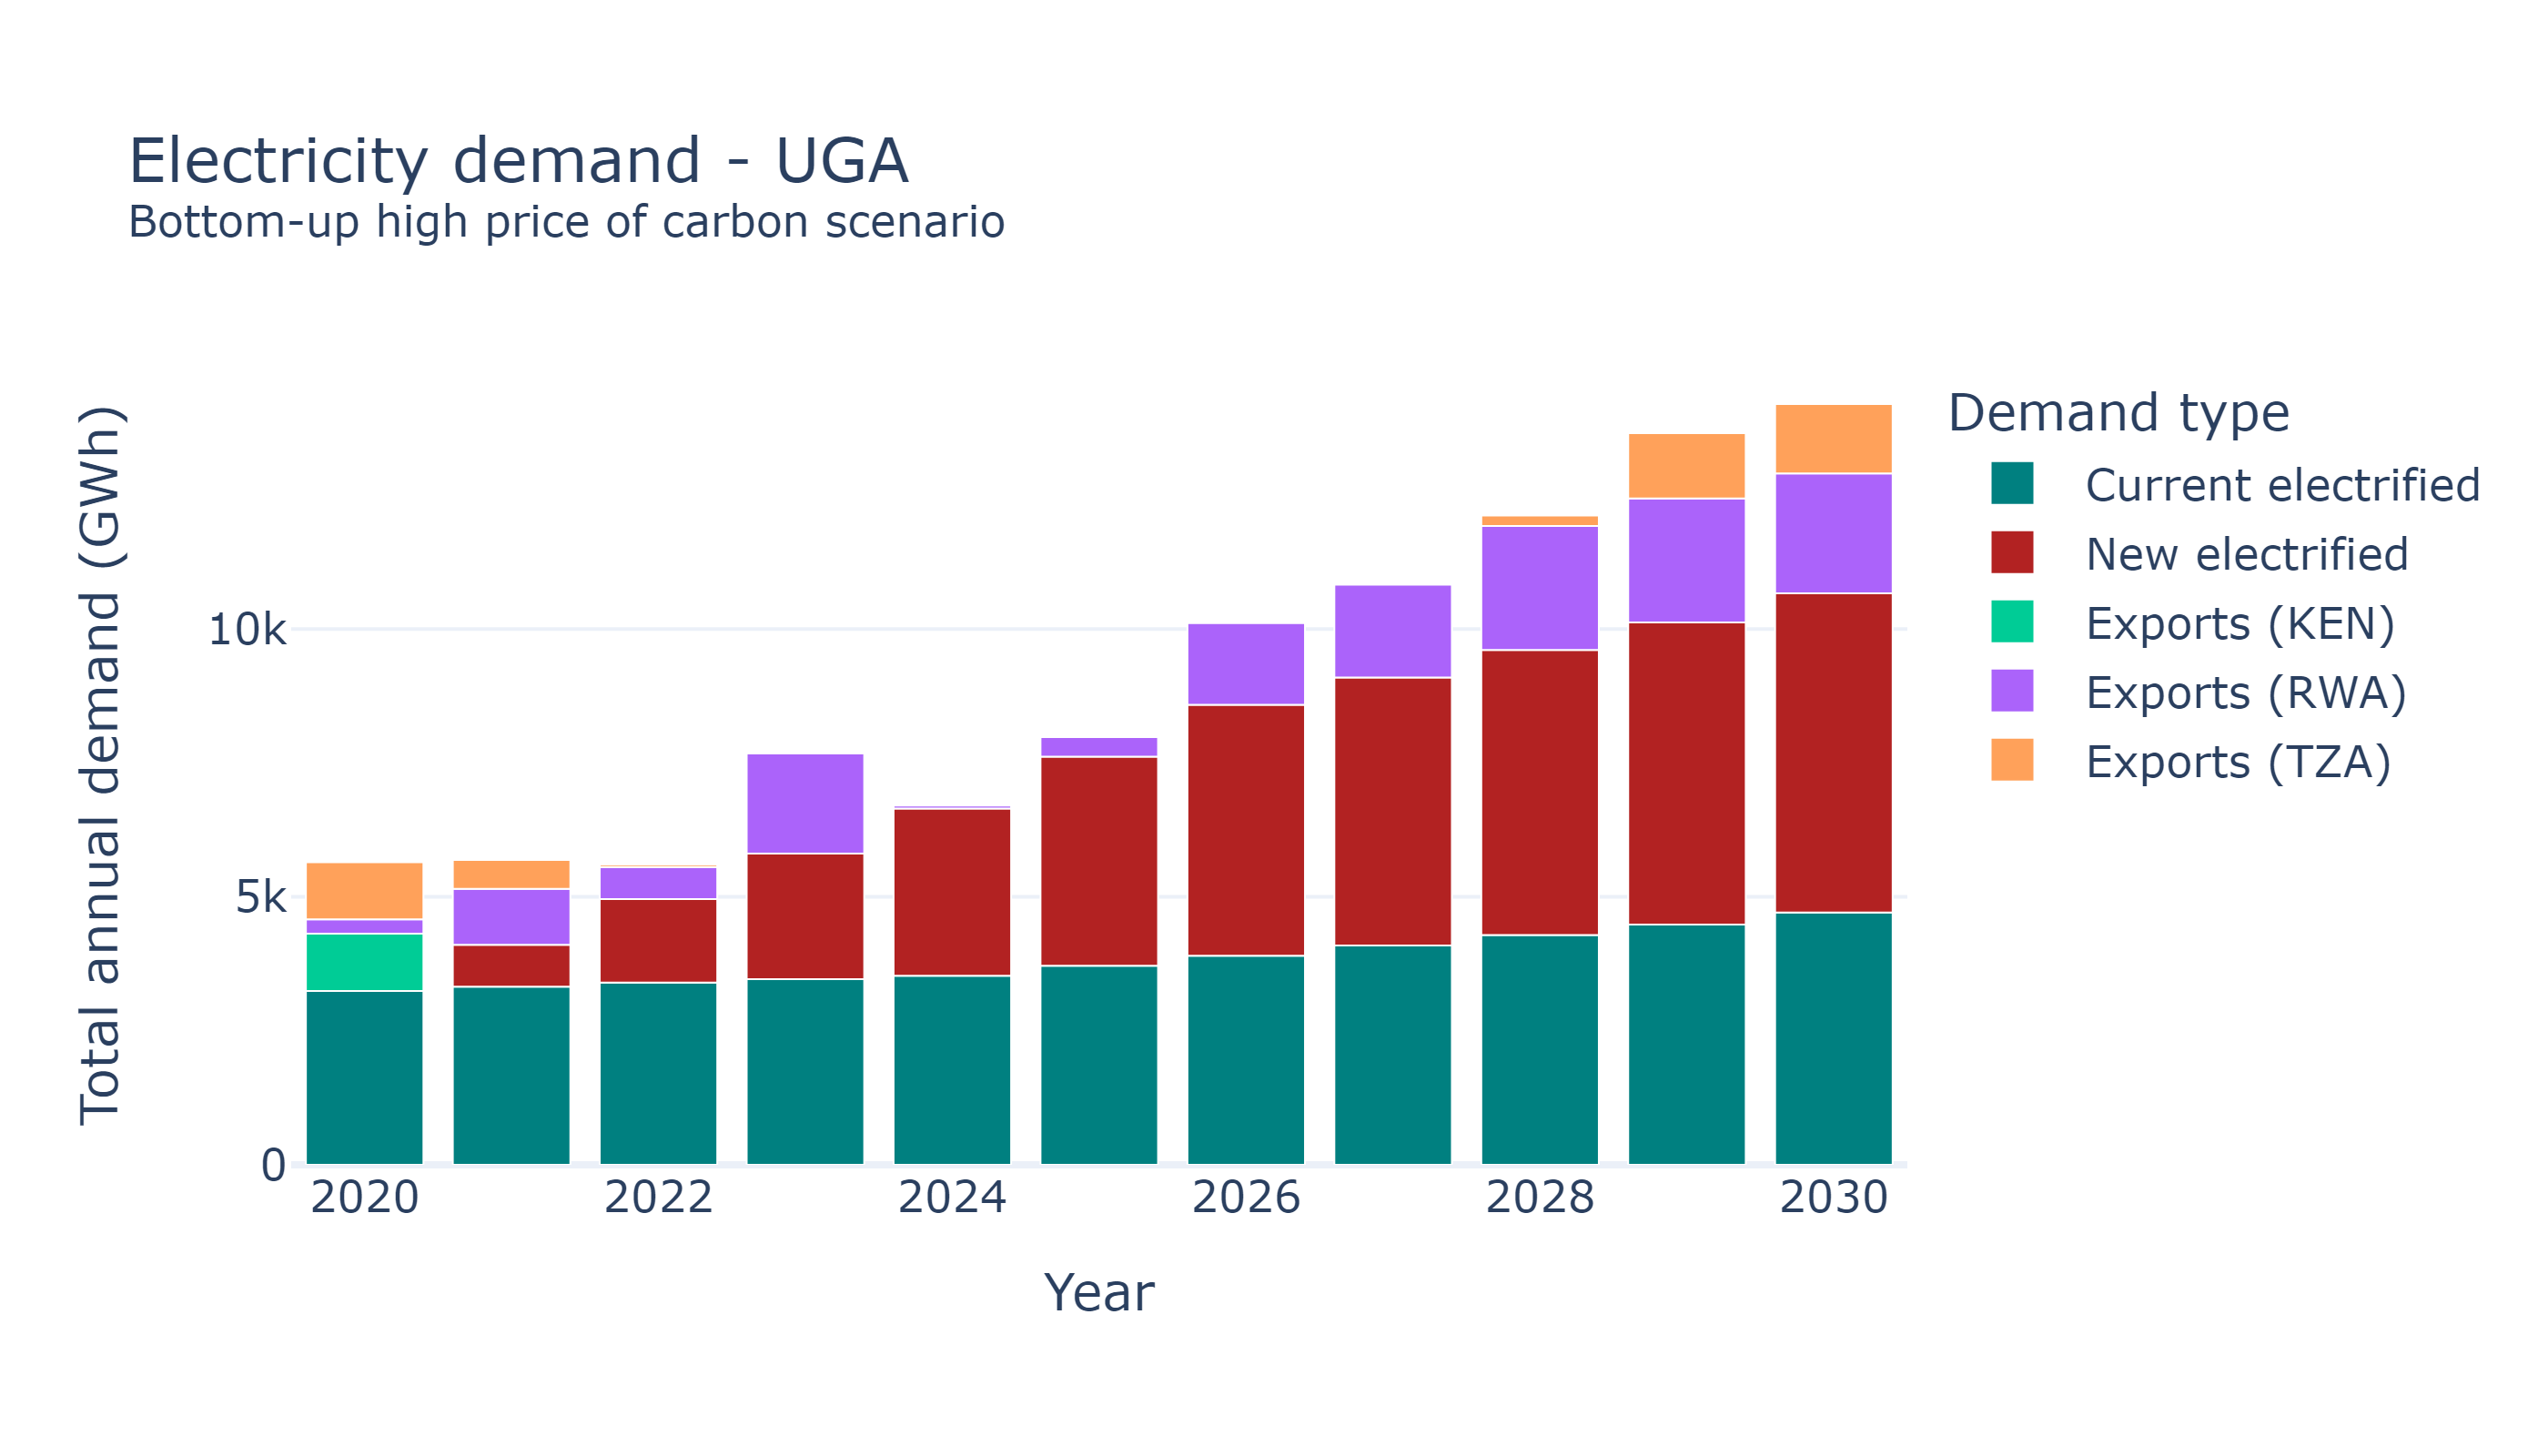 Electricity demand - UGA
Bottom-up high price of carbon scenario
Total annual demand (GWh)
10k
5k
0
2020
2022
2024
2026
2028
2030
Year
Demand type
Current electrified
New electrified
Exports (KEN)
Exports (RWA)
Exports (TZA)